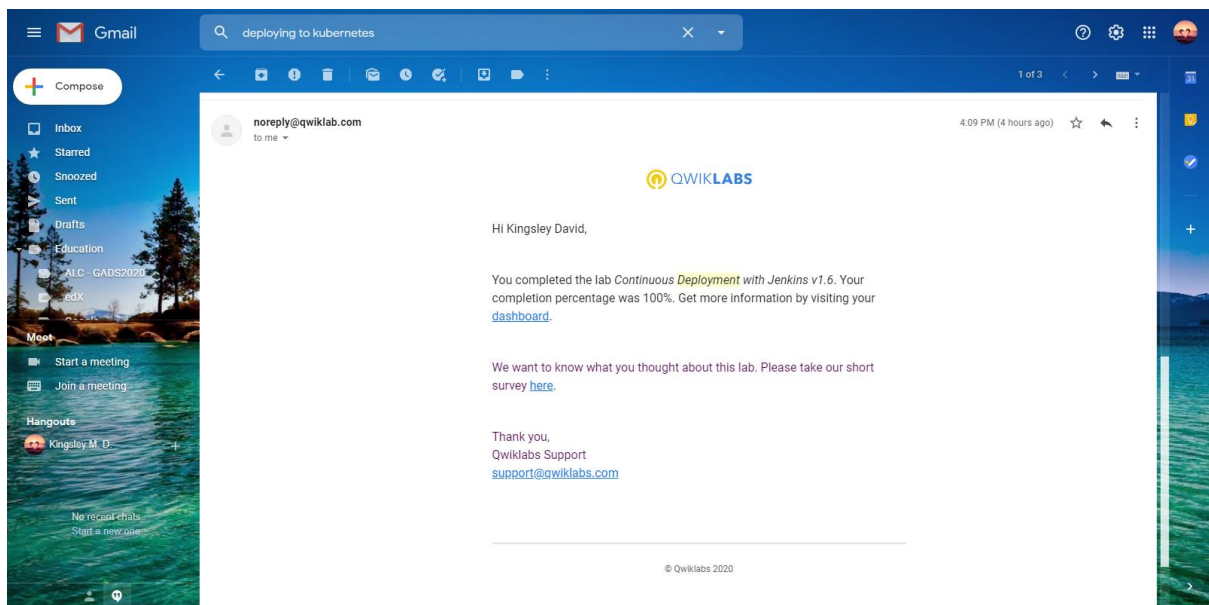 Gmail
deploying to kubernetes
Compose
1 of 3
Inbox
Starred
Snoozed
Sent
Drafts
Education
ALC - GADS2020
edX
Meet
Start a meeting
Join a meeting
Hangouts
Kingsley M. D.
No recent chats
Start a new one
noreply@qwiklab.com
4:09 PM (4 hours ago)
to me
QWIKLABS
Hi Kingsley David,
You completed the lab Continuous Deployment with Jenkins v1.6. Your
completion percentage was 100%. Get more information by visiting your
dashboard.
We want to know what you thought about this lab. Please take our short
survey here.
Thank you,
Qwiklabs Support
support@qwiklabs.com
© Qwiklabs 2020
31